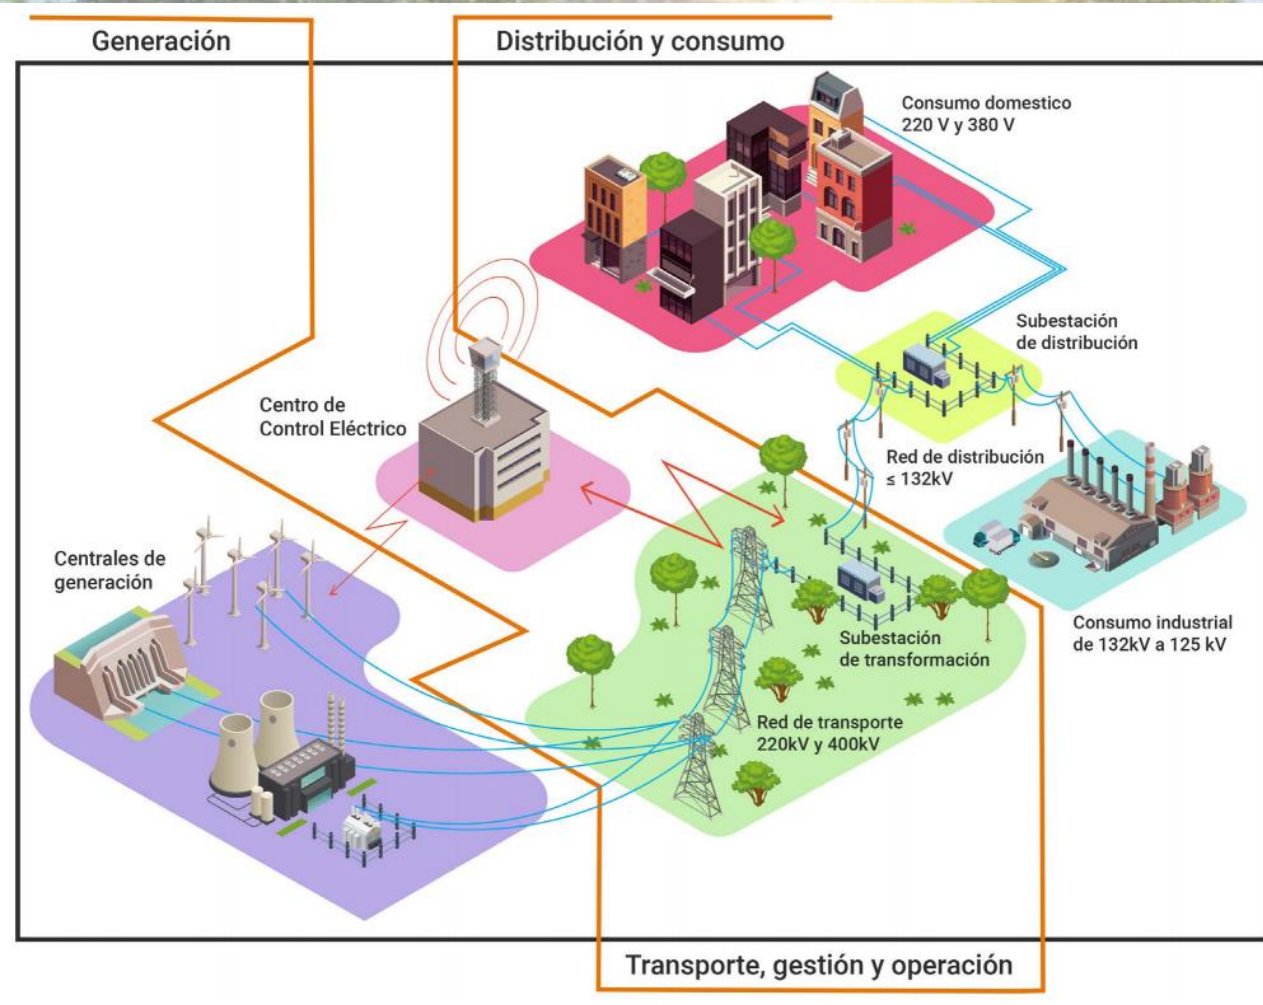 Generación
Distribución y consumo
Consumo domestico
220 V y 380 V
Subestación
de distribución
Centro de
Control Eléctrico
Red de distribución
≤ 132kV
Centrales de
generación
Consumo industrial
de 132kV a 125 kV
Subestación
de transformación
Red de transporte
220kV y 400kV
Transporte, gestión y operación